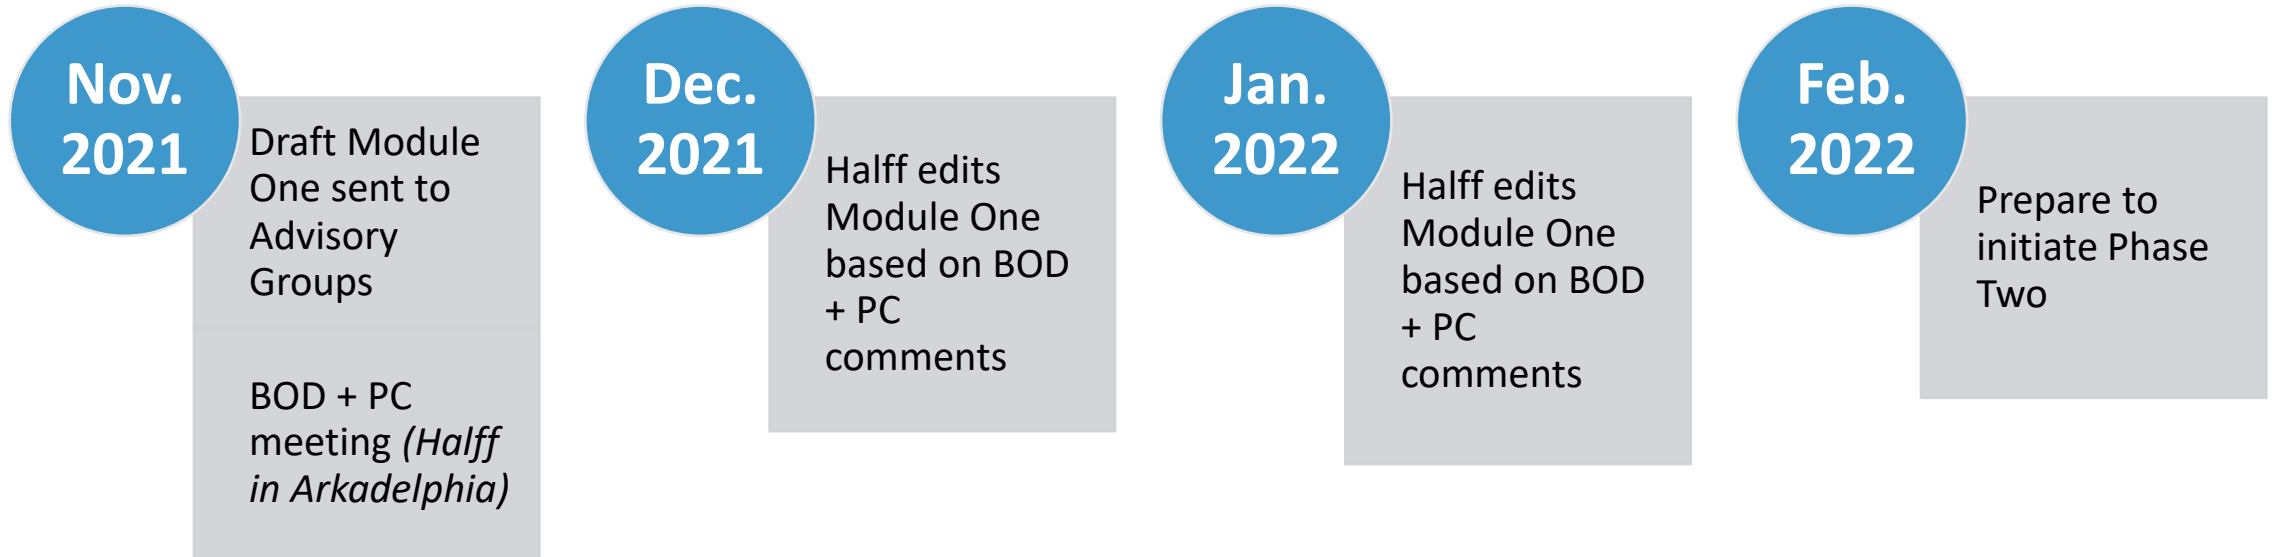 Nov.
2021
Draft Module
One sent to
Advisory
Groups
BOD + PC
meeting (Halff
in Arkadelphia)
Dec.
2021
Halff edits
Module One
based on BOD
+ PC
comments
Jan.
2022
Halff edits
Module One
based on BOD
+ PC
comments
Feb.
2022
Prepare to
initiate Phase
Two